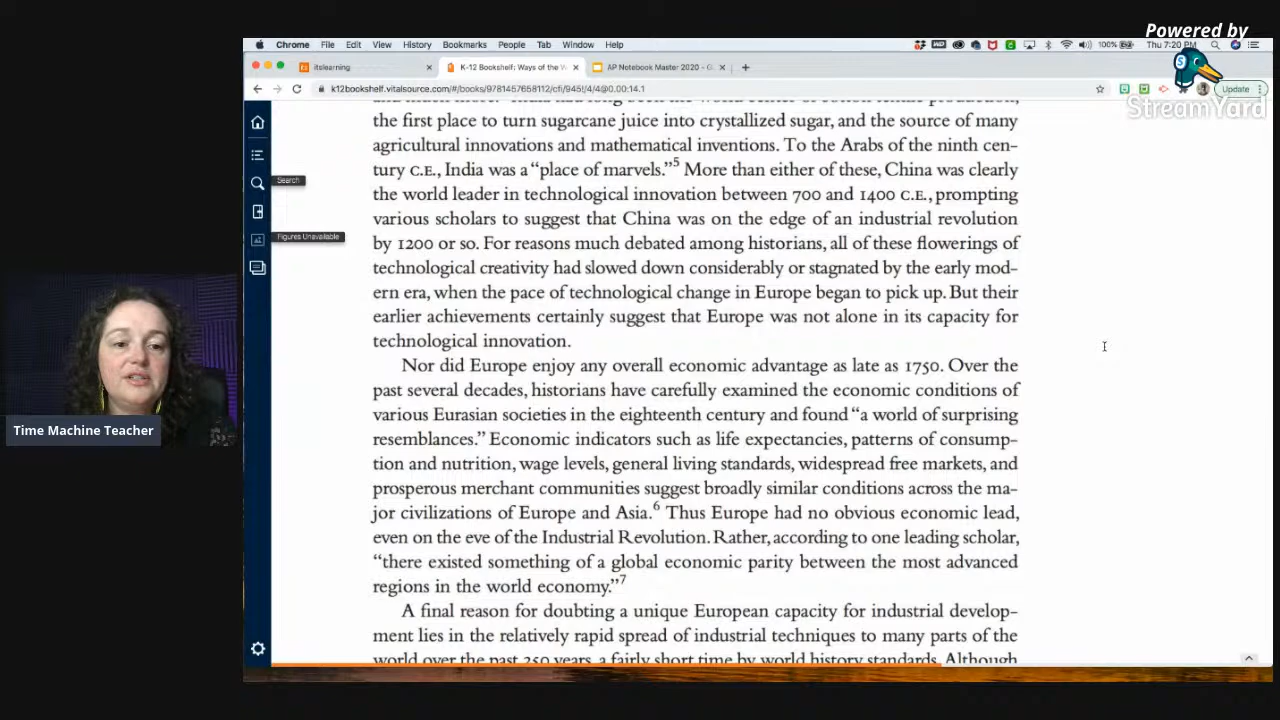 Powered by
StreamYard
Chrome File Edit View History Bookmarks People Tab Window Help
100%
Thu 7:20 PM
itslearning
K-12 Bookshelf: Ways of the W
AP Notebook Master 2020 - G
k12bookshelf.vitalsource.com/#/books/9781457658112/cfi/945!/4/4@0.00:14.1
Update
Search
Figures Unavailable
the first place to turn sugarcane juice into crystallized sugar, and the source of many
agricultural innovations and mathematical inventions. To the Arabs of the ninth cen-
tury C.E., India was a “place of marvels.”5 More than either of these, China was clearly
the world leader in technological innovation between 700 and 1400 C.E., prompting
various scholars to suggest that China was on the edge of an industrial revolution
by 1200 or so. For reasons much debated among historians, all of these flowerings of
technological creativity had slowed down considerably or stagnated by the early mod-
ern era, when the pace of technological change in Europe began to pick up. But their
earlier achievements certainly suggest that Europe was not alone in its capacity for
technological innovation.
Nor did Europe enjoy any overall economic advantage as late as 1750. Over the
past several decades, historians have carefully examined the economic conditions of
various Eurasian societies in the eighteenth century and found “a world of surprising
resemblances.” Economic indicators such as life expectancies, patterns of consump-
tion and nutrition, wage levels, general living standards, widespread free markets, and
prosperous merchant communities suggest broadly similar conditions across the ma-
jor civilizations of Europe and Asia.6 Thus Europe had no obvious economic lead,
even on the eve of the Industrial Revolution. Rather, according to one leading scholar,
“there existed something of a global economic parity between the most advanced
regions in the world economy.”7
A final reason for doubting a unique European capacity for industrial develop-
ment lies in the relatively rapid spread of industrial techniques to many parts of the
world over the past 250 years, a fairly short time by world history standards. Although
Time Machine Teacher